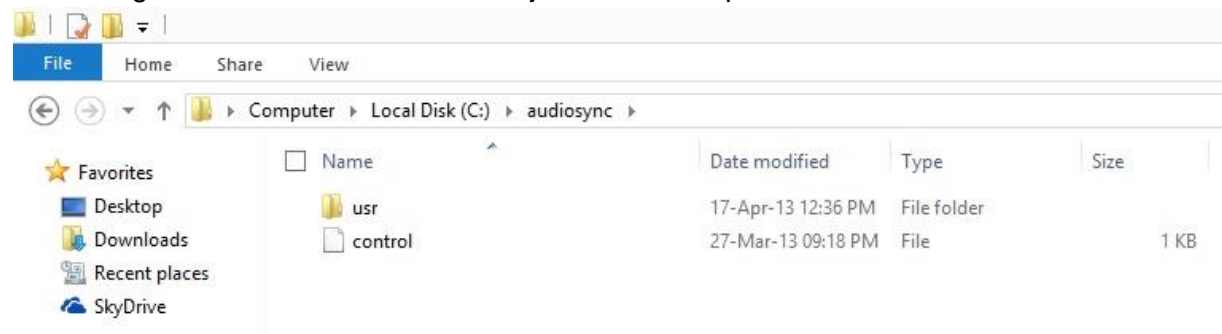 File Home Share View
Computer Local Disk (C:) audiosync
Name Date modified Type Size
Favorites
Desktop
Downloads
Recent places
SkyDrive
usr 17-Apr-13 12:36 PM File folder
control 27-Mar-13 09:18 PM File 1 KB